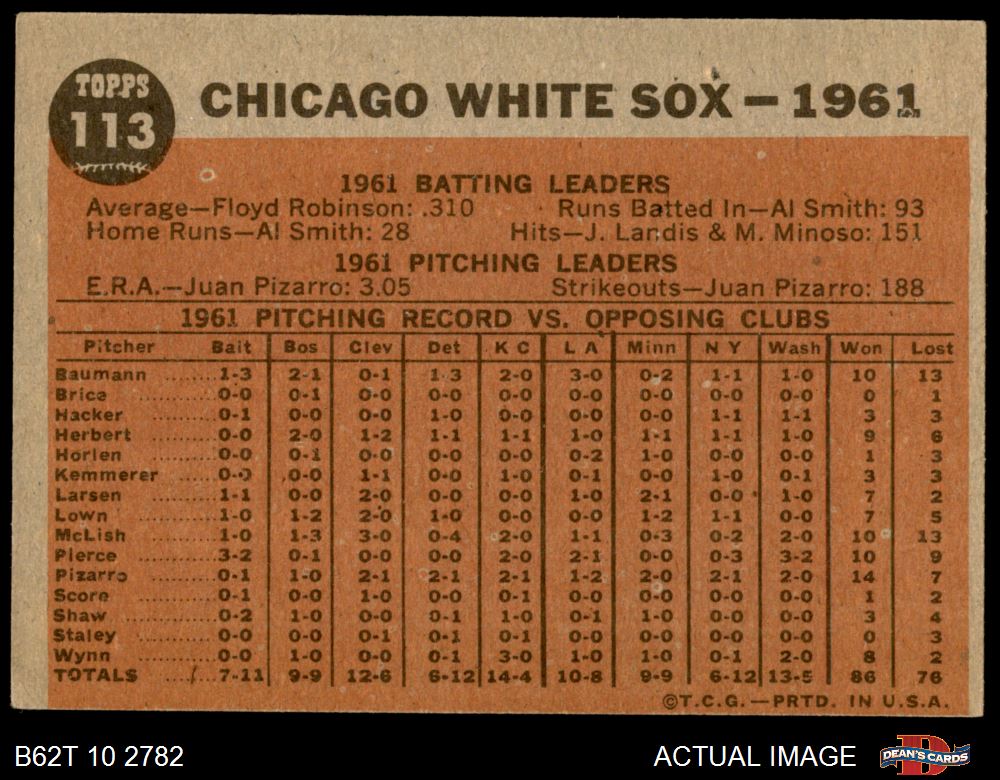 TOPPS
113
CHICAGO WHITE SOX — 1961
1961 BATTING LEADERS
Average—Floyd Robinson: .310 Runs Batted In—Al Smith: 93
Home Runs—Al Smith: 28 Hits—J. Landis & M. Minoso: 151
1961 PITCHING LEADERS
E.R.A.—Juan Pizarro: 3.05 Strikeouts—Juan Pizarro: 188
1961 PITCHING RECORD VS. OPPOSING CLUBS
Pitcher Balt Bos Clev Det K C L A Minn N Y Wash Won Lost
Baumann ....... 1-3 2-1 0-1 1-3 2-0 3-0 0-2 1-1 1-0 10 13
Brice ........... 0-0 0-1 0-0 0-0 0-0 0-0 0-0 0-0 0-0 0 1
Hacker ......... 0-1 0-0 0-0 1-0 0-0 0-0 0-0 1-1 1-1 3 3
Herbert ........ 0-0 2-0 1-2 1-1 1-1 1-0 1-1 1-1 1-0 9 6
Horlen ......... 0-0 0-1 0-0 0-0 0-0 0-2 1-0 0-0 0-0 1 3
Kemmerer ..... 0-0 0-0 1-1 0-0 1-0 0-1 0-0 1-0 0-1 3 3
Larsen ......... 1-1 0-0 2-0 0-0 0-0 1-0 2-1 0-0 1-0 7 2
Lown ........... 1-0 1-2 2-0 1-0 0-0 0-0 1-2 1-1 0-0 7 5
McLish ......... 1-0 1-3 3-0 0-4 2-0 1-1 0-3 0-2 2-0 10 13
Pierce .......... 3-2 0-1 0-0 0-0 2-0 2-1 0-0 0-3 3-2 10 9
Pizarro ......... 0-1 1-0 2-1 2-1 2-1 1-2 2-0 2-1 2-0 14 7
Score ........... 0-1 0-0 1-0 0-0 0-1 0-0 0-0 0-0 0-0 1 2
Shaw ........... 0-2 1-0 0-0 0-1 1-0 0-1 1-0 0-0 0-0 3 4
Staley .......... 0-0 0-0 0-1 0-1 0-1 0-0 0-0 0-0 0-0 0 3
Wynn ........... 0-0 1-0 0-0 0-1 3-0 1-0 1-0 0-1 2-0 8 2
TOTALS ........ 7-11 9-9 12-6 6-12 14-4 10-8 9-9 6-12 13-5 86 76
©T.C.G.—PRTD. IN U.S.A.
B62T 10 2782 ACTUAL IMAGE
DEAN'S CARDS